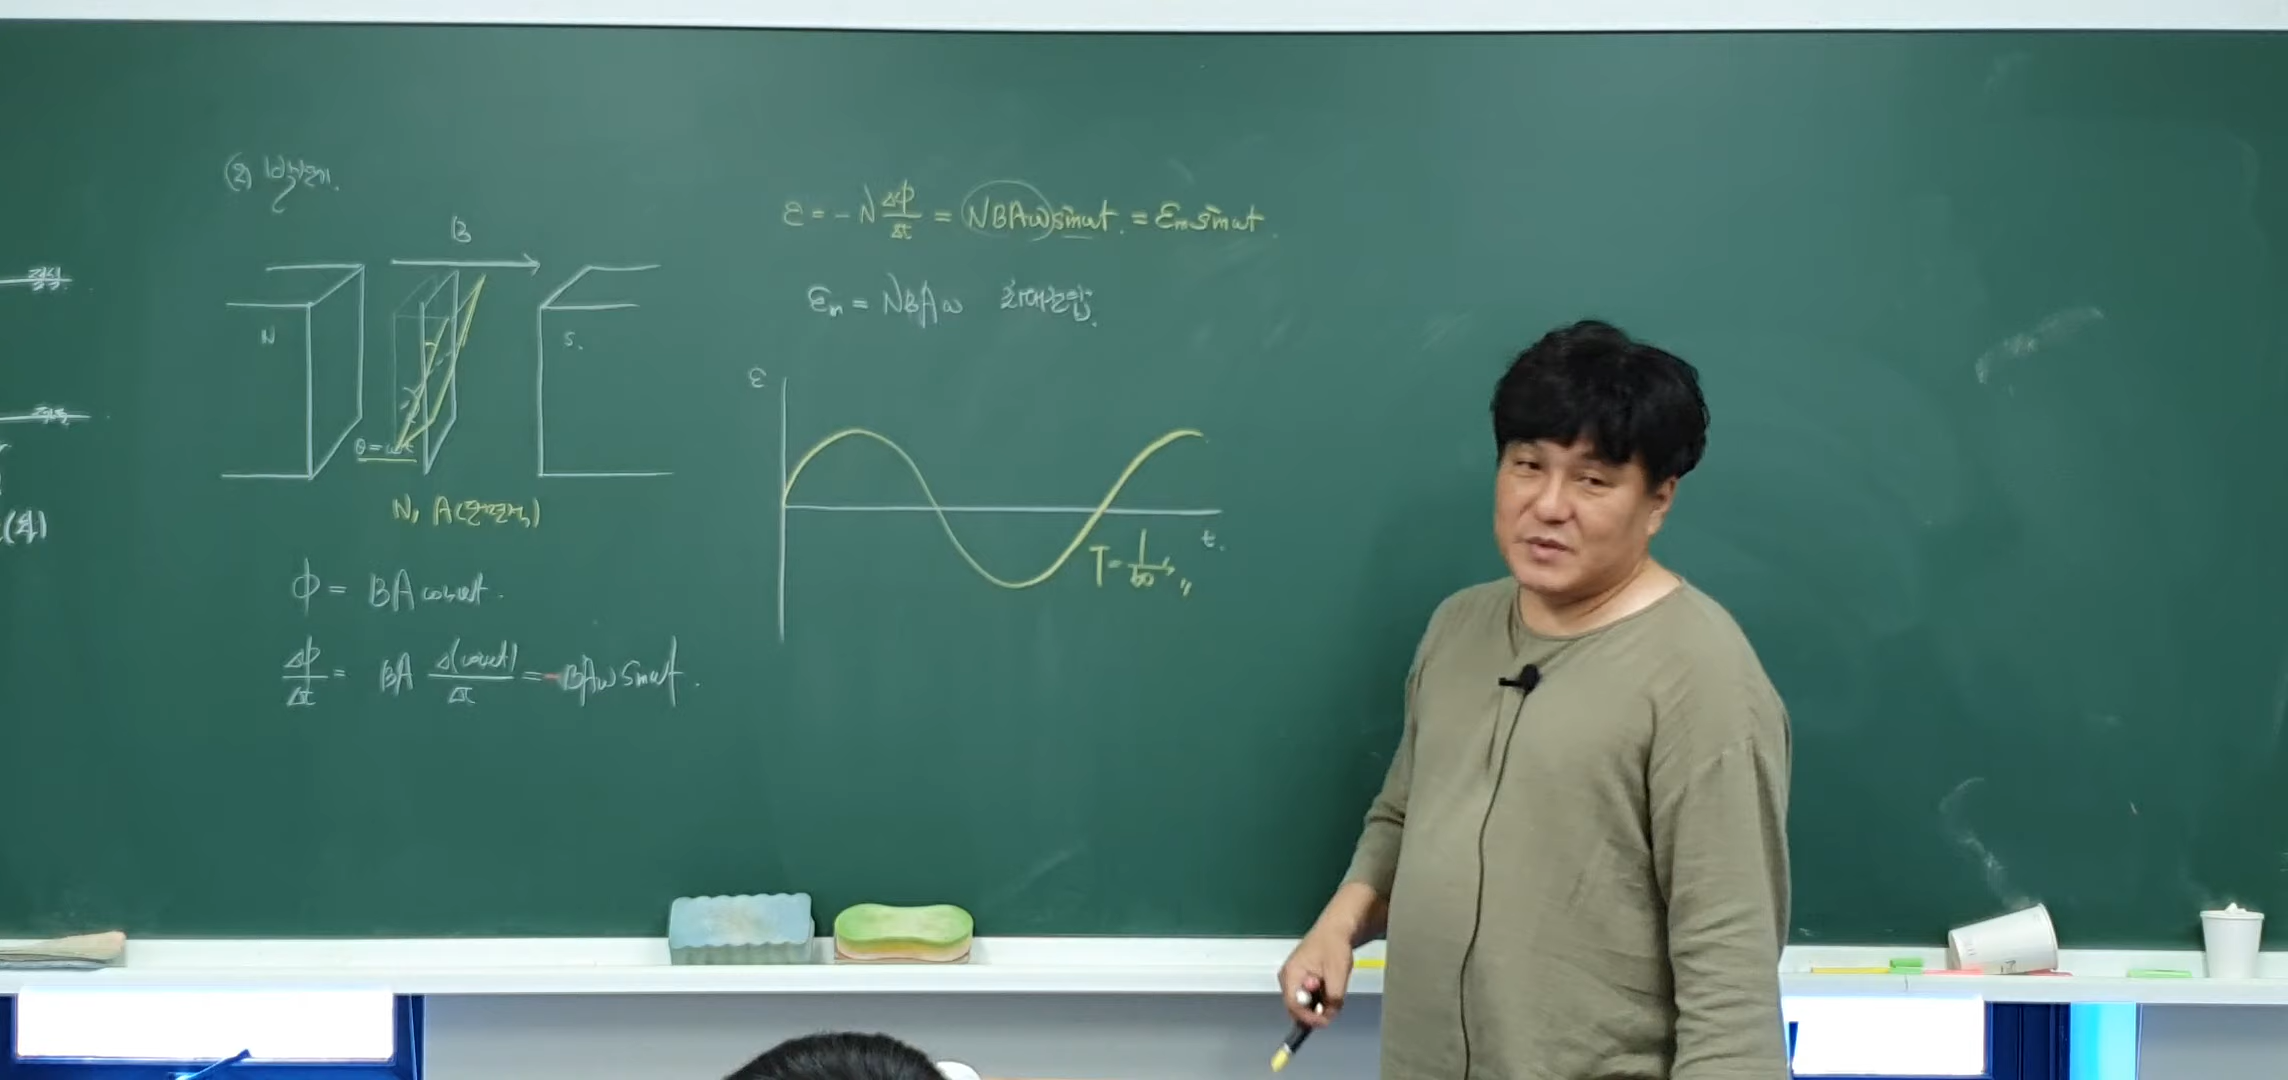 (2) 발전기.
B
N
S.
θ = ωt
N, A(단면적)
ϕ = BA cosωt.
Δϕ/Δt = BA Δ(cosωt)/Δt = -BAω sinωt.
ε = -N Δϕ/Δt = NBAω sinωt. = εm sinωt.
εm = NBAω 최대전압.
ε
t.
T = 1/60 s